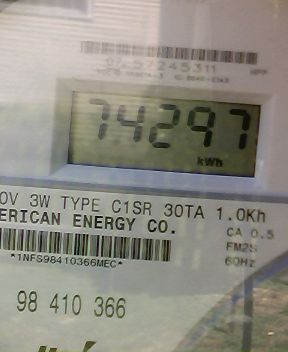 57245311
74297
kWh
0V 3W TYPE C1SR 30TA 1.0Kh
ERICAN ENERGY CO.
CA 0.5
FM2S
60Hz
*1NFS98410366MEC*
98 410 366